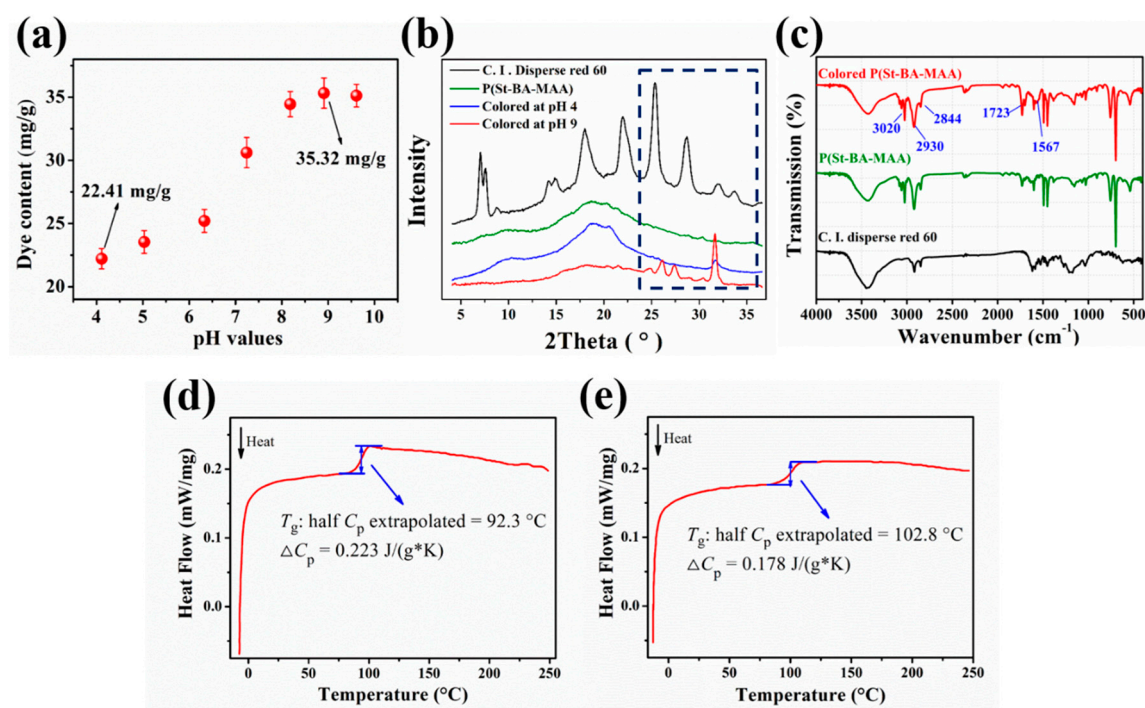 (a)
Dye content (mg/g)
40
35
30
25
20
22.41 mg/g
35.32 mg/g
4 5 6 7 8 9 10
pH values
(b)
Intensity
C. I . Disperse red 60
P(St-BA-MAA)
Colored at pH 4
Colored at pH 9
5 10 15 20 25 30 35
2Theta ( ° )
(c)
Transmission (%)
Colored P(St-BA-MAA)
3020
2930
2844
1723
1567
P(St-BA-MAA)
C. I. disperse red 60
4000 3500 3000 2500 2000 1500 1000 500
Wavenumber (cm-1)
(d)
Heat Flow (mW/mg)
Heat
0.2
0.1
0.0
Tg: half Cp extrapolated = 92.3 °C
△Cp = 0.223 J/(g*K)
0 50 100 150 200 250
Temperature (°C)
(e)
Heat Flow (mW/mg)
Heat
0.2
0.1
0.0
Tg: half Cp extrapolated = 102.8 °C
△Cp = 0.178 J/(g*K)
0 50 100 150 200 250
Temperature (°C)